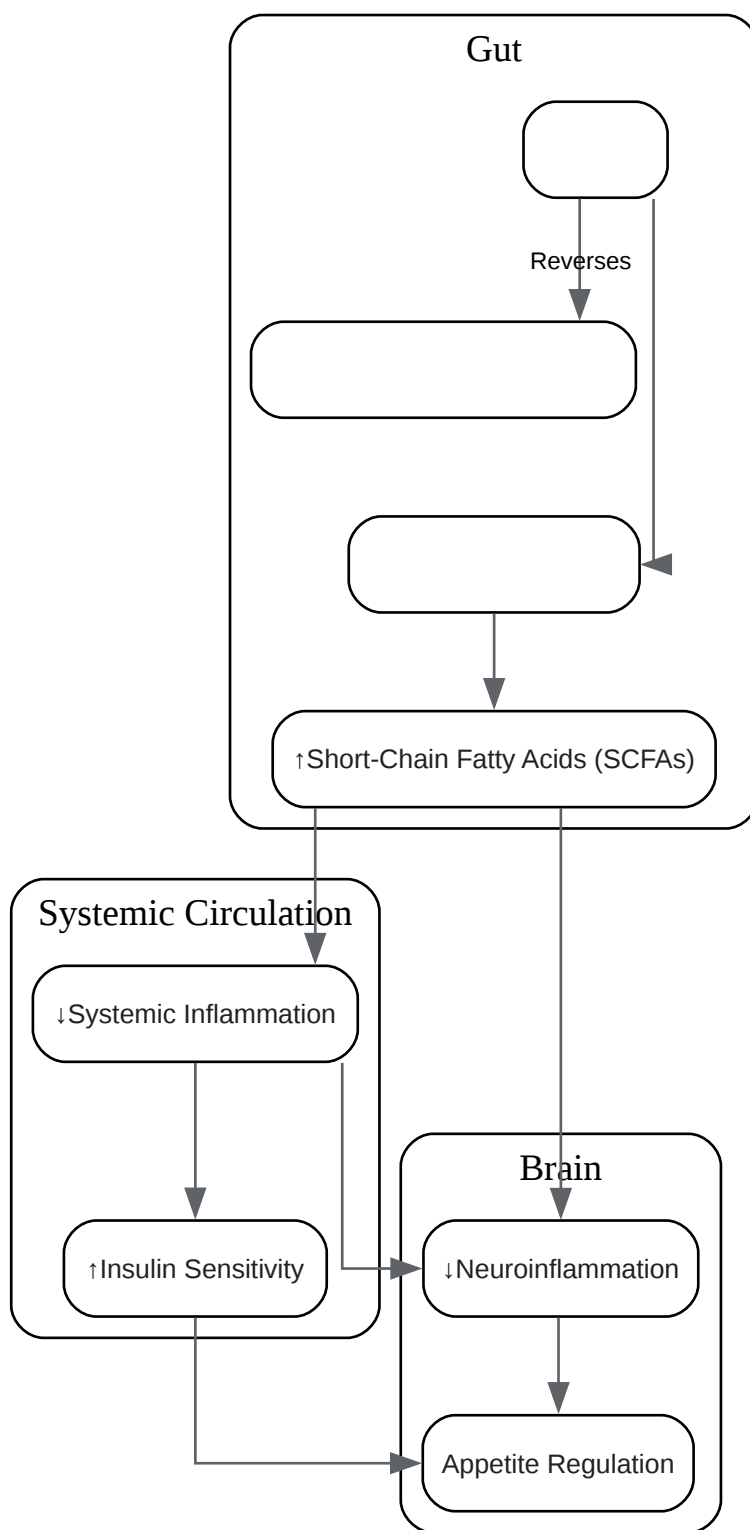 Gut
Reverses
↑Short-Chain Fatty Acids (SCFAs)
Systemic Circulation
↓Systemic Inflammation
Brain
↑Insulin Sensitivity
↓Neuroinflammation
Appetite Regulation